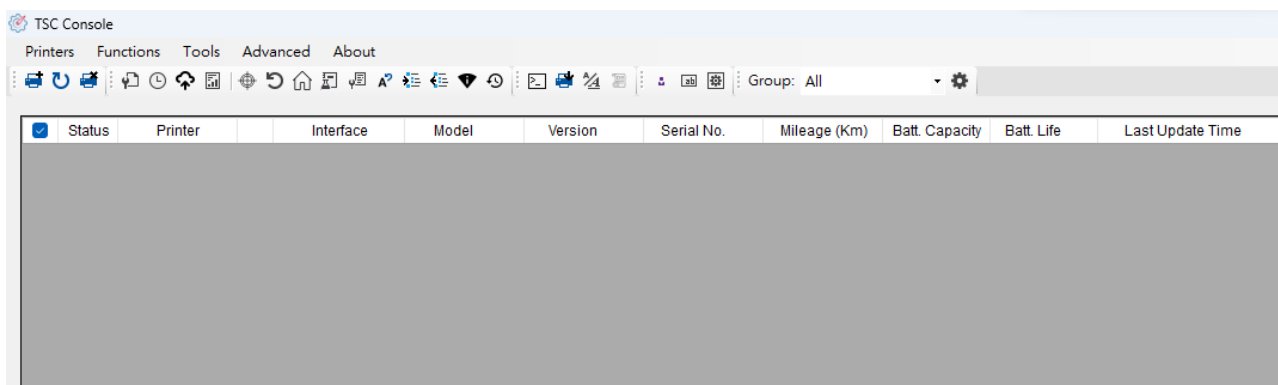 TSC Console
Printers Functions Tools Advanced About
Group: All
Status Printer Interface Model Version Serial No. Mileage (Km) Batt. Capacity Batt. Life Last Update Time